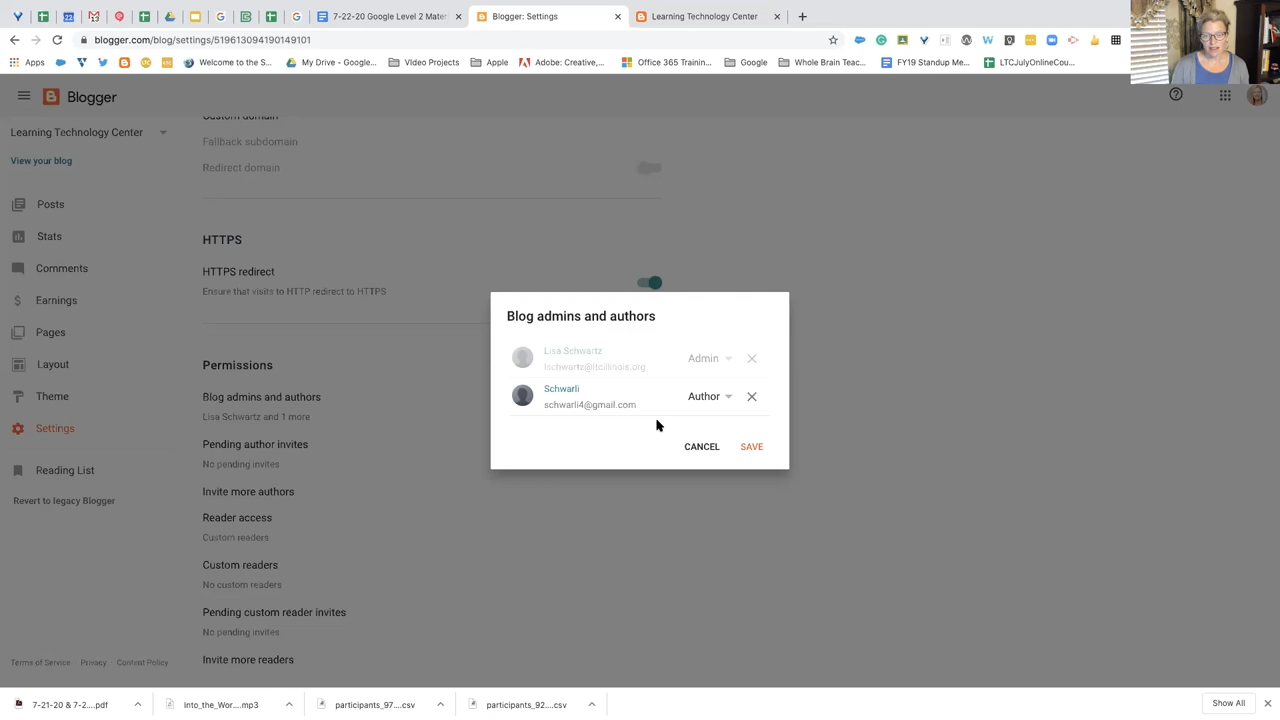 7-22-20 Google Level 2 Mater
Blogger: Settings
Learning Technology Center
blogger.com/blog/settings/519613094190149101
Apps
Welcome to the S...
My Drive - Google...
Video Projects
Apple
Adobe: Creative,...
Office 365 Trainin...
Google
Whole Brain Teac...
FY19 Standup Me...
LTCJulyOnlineCou...
Blogger
Learning Technology Center
View your blog
Posts
Stats
Comments
Earnings
Pages
Layout
Theme
Settings
Reading List
Revert to legacy Blogger
Terms of Service
Privacy
Content Policy
Custom domain
Fallback subdomain
Redirect domain
HTTPS
HTTPS redirect
Ensure that visits to HTTP redirect to HTTPS
Permissions
Blog admins and authors
Lisa Schwartz and 1 more
Pending author invites
No pending invites
Invite more authors
Reader access
Custom readers
Custom readers
No custom readers
Pending custom reader invites
No pending invites
Invite more readers
Blog admins and authors
Lisa Schwartz
lischwartz@ltcillinois.org
Admin
Schwarli
schwarli4@gmail.com
Author
CANCEL
SAVE
7-21-20 & 7-2....pdf
Into_the_Wor....mp3
participants_97....csv
participants_92....csv
Show All